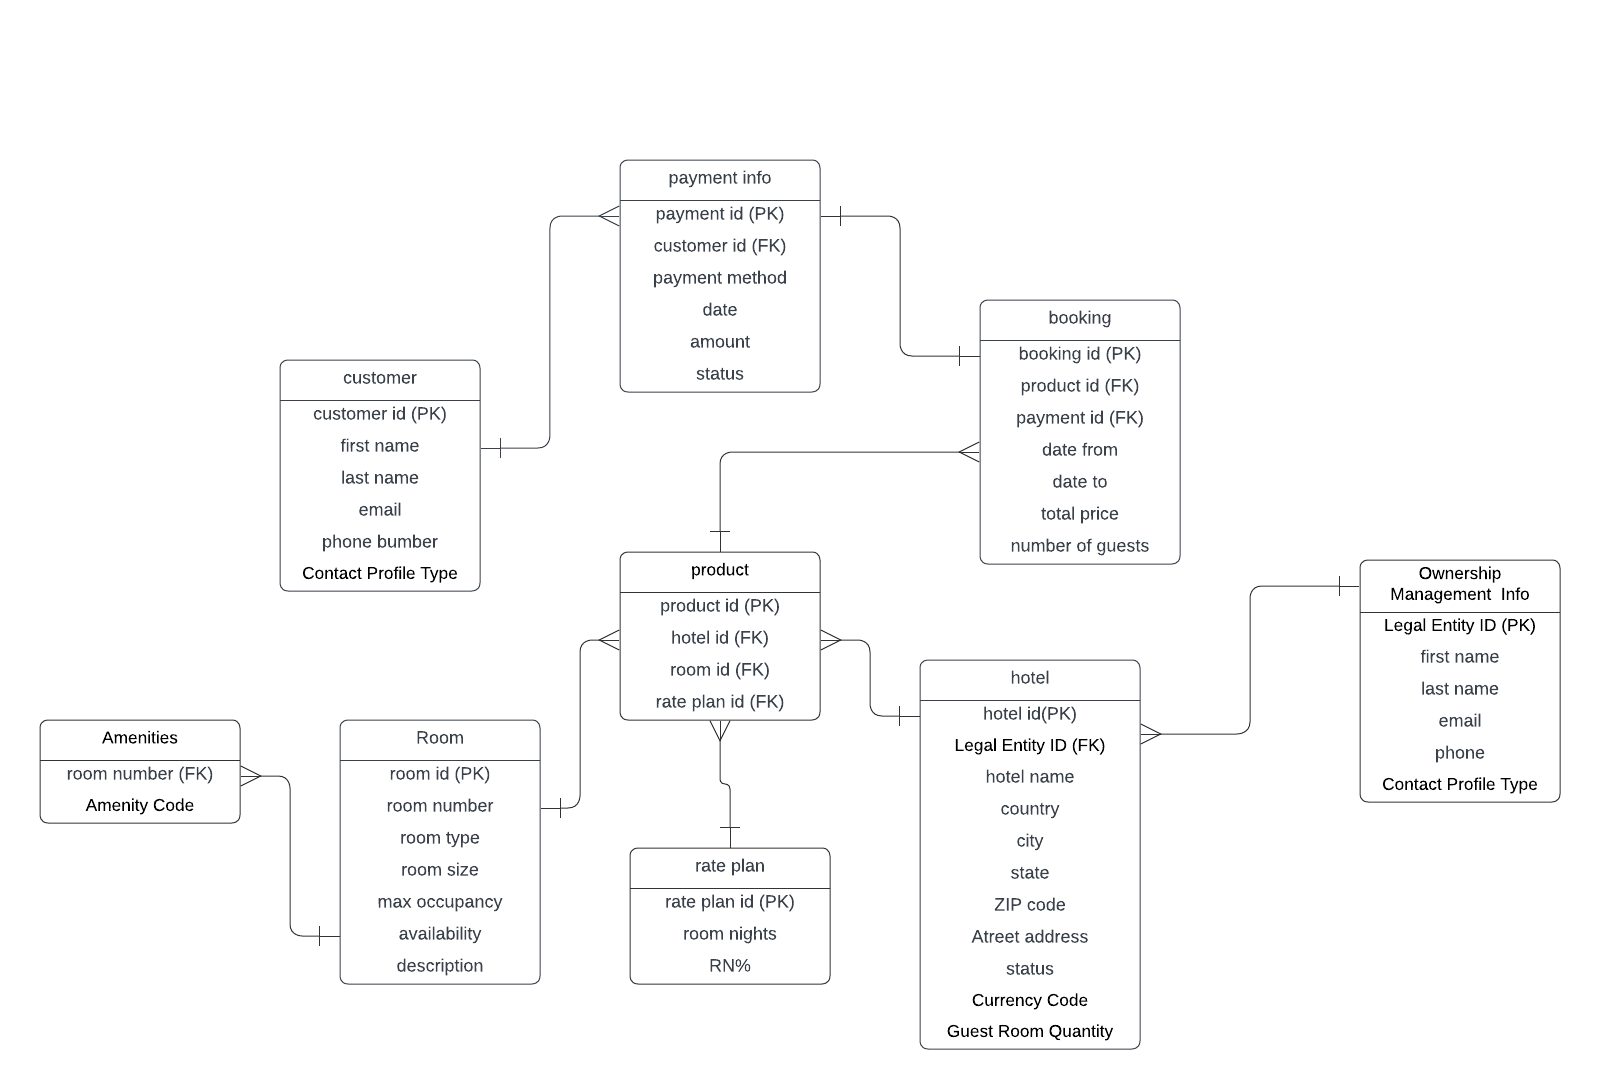 payment info
payment id (PK)
customer id (FK)
payment method
date
amount
status
booking
booking id (PK)
product id (FK)
payment id (FK)
date from
date to
total price
number of guests
customer
customer id (PK)
first name
last name
email
phone bumber
Contact Profile Type
product
product id (PK)
hotel id (FK)
room id (FK)
rate plan id (FK)
Ownership
Management  Info
Legal Entity ID (PK)
first name
last name
email
phone
Contact Profile Type
hotel
hotel id(PK)
Legal Entity ID (FK)
hotel name
country
city
state
ZIP code
Atreet address
status
Currency Code
Guest Room Quantity
Amenities
room number (FK)
Amenity Code
Room
room id (PK)
room number
room type
room size
max occupancy
availability
description
rate plan
rate plan id (PK)
room nights
RN%